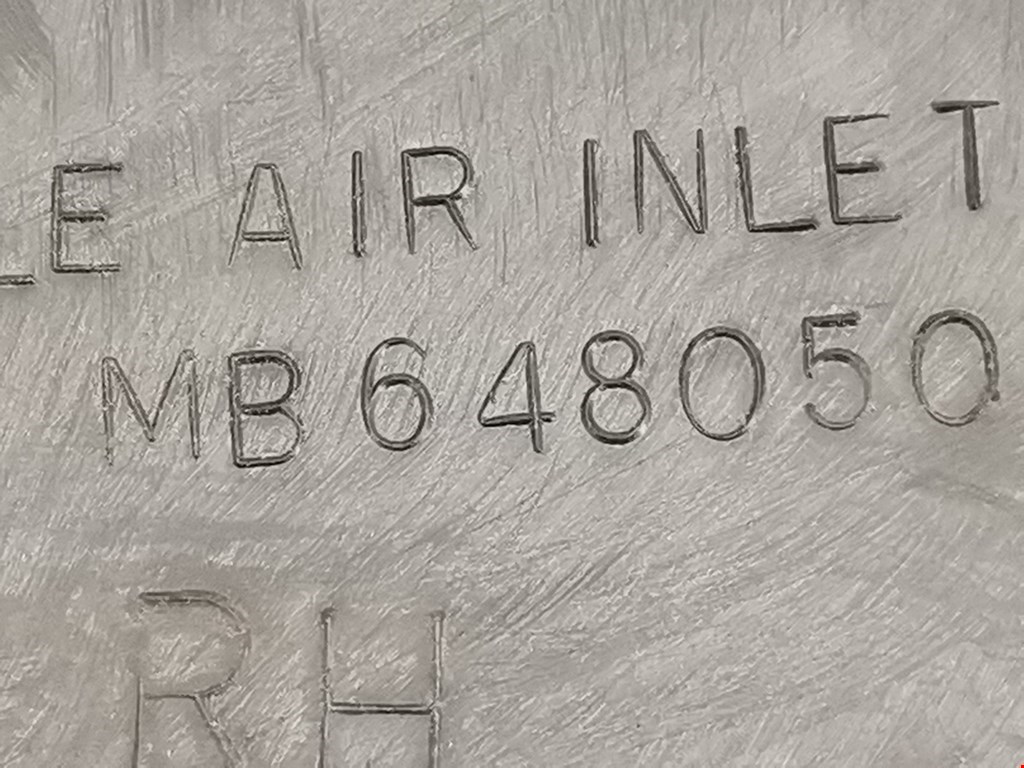 LE AIR INLET
MB648050
RH